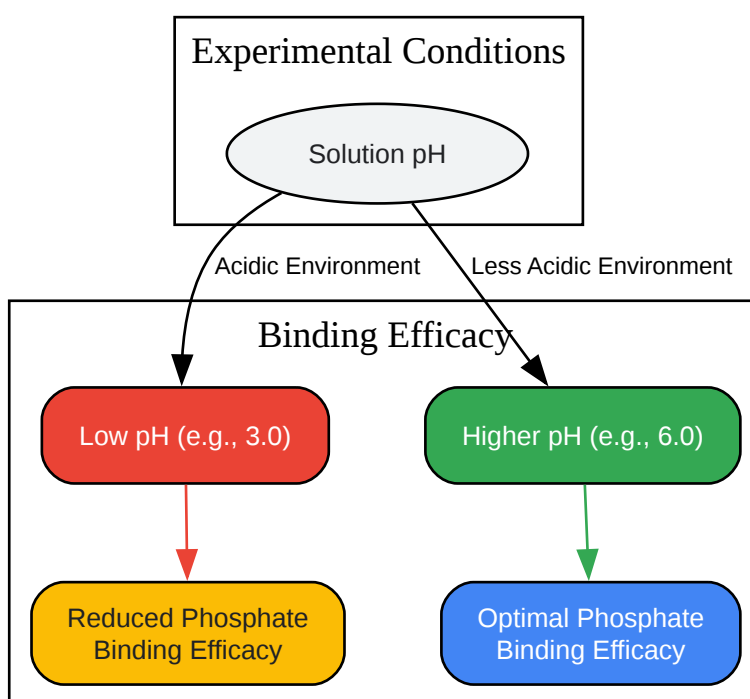 Experimental Conditions
Solution pH
Acidic Environment
Less Acidic Environment
Binding Efficacy
Low pH (e.g., 3.0)
Higher pH (e.g., 6.0)
Reduced Phosphate
Binding Efficacy
Optimal Phosphate
Binding Efficacy